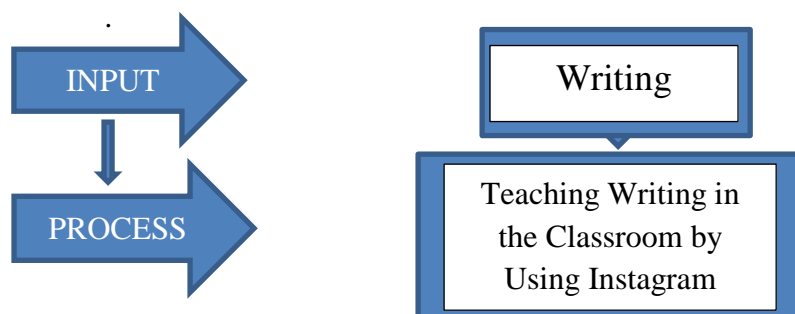 .
INPUT
Writing
PROCESS
Teaching Writing in
the Classroom by
Using Instagram